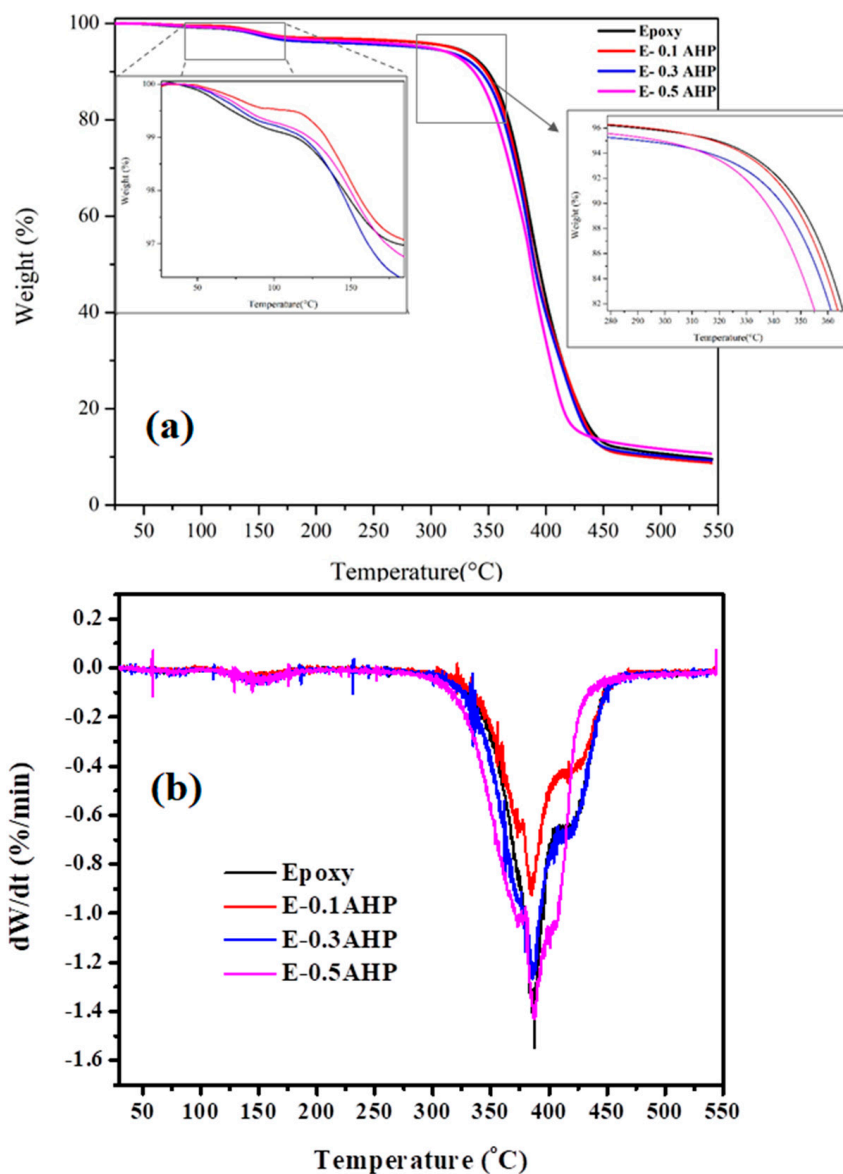 100
80
60
40
20
0
Weight (%)
Epoxy
E- 0.1 AHP
E- 0.3 AHP
E- 0.5 AHP
100
99
98
97
Weight (%)
50
100
150
Temperature(°C)
96
94
92
90
88
86
84
82
Weight (%)
280 290 300 310 320 330 340 350 360
Temperature(°C)
(a)
50 100 150 200 250 300 350 400 450 500 550
Temperature(°C)
0.2
0.0
-0.2
-0.4
-0.6
-0.8
-1.0
-1.2
-1.4
-1.6
dW/dt (%/min)
(b)
Epoxy
E-0.1AHP
E-0.3AHP
E-0.5AHP
50 100 150 200 250 300 350 400 450 500 550
Temperature (°C)